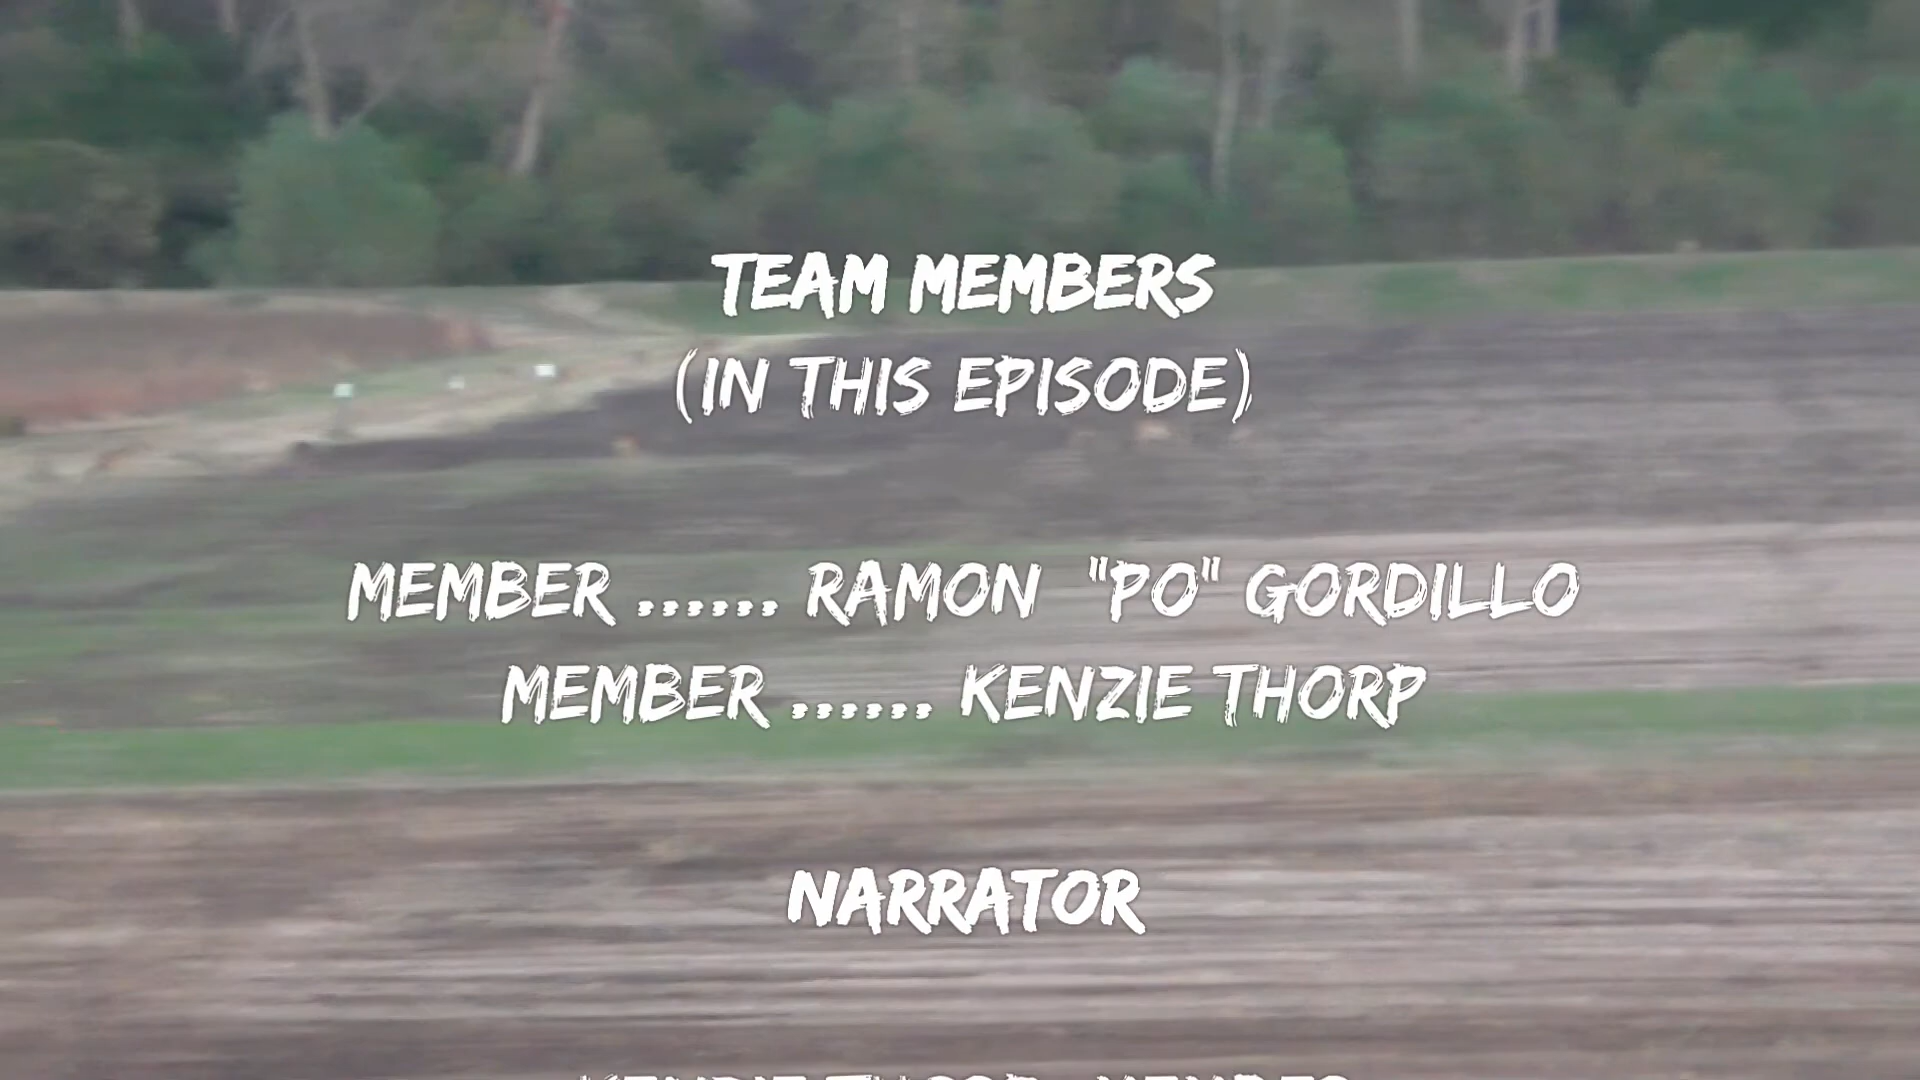 TEAM MEMBERS
(IN THIS EPISODE)
MEMBER ...... RAMON "PO" GORDILLO
MEMBER ...... KENZIE THORP
NARRATOR